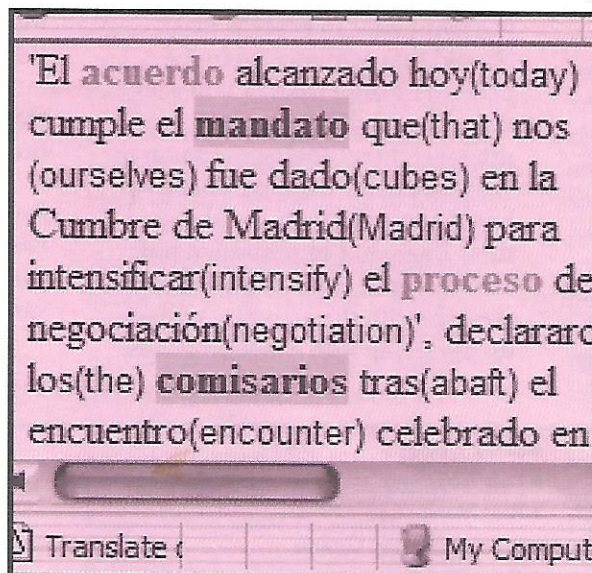 'El acuerdo alcanzado hoy(today)
cumple el mandato que(that) nos
(ourselves) fue dado(cubes) en la
Cumbre de Madrid(Madrid) para
intensificar(intensify) el proceso de
negociación(negotiation)', declararo
los(the) comisarios tras(abaft) el
encuentro(encounter) celebrado en
Translate My Comput